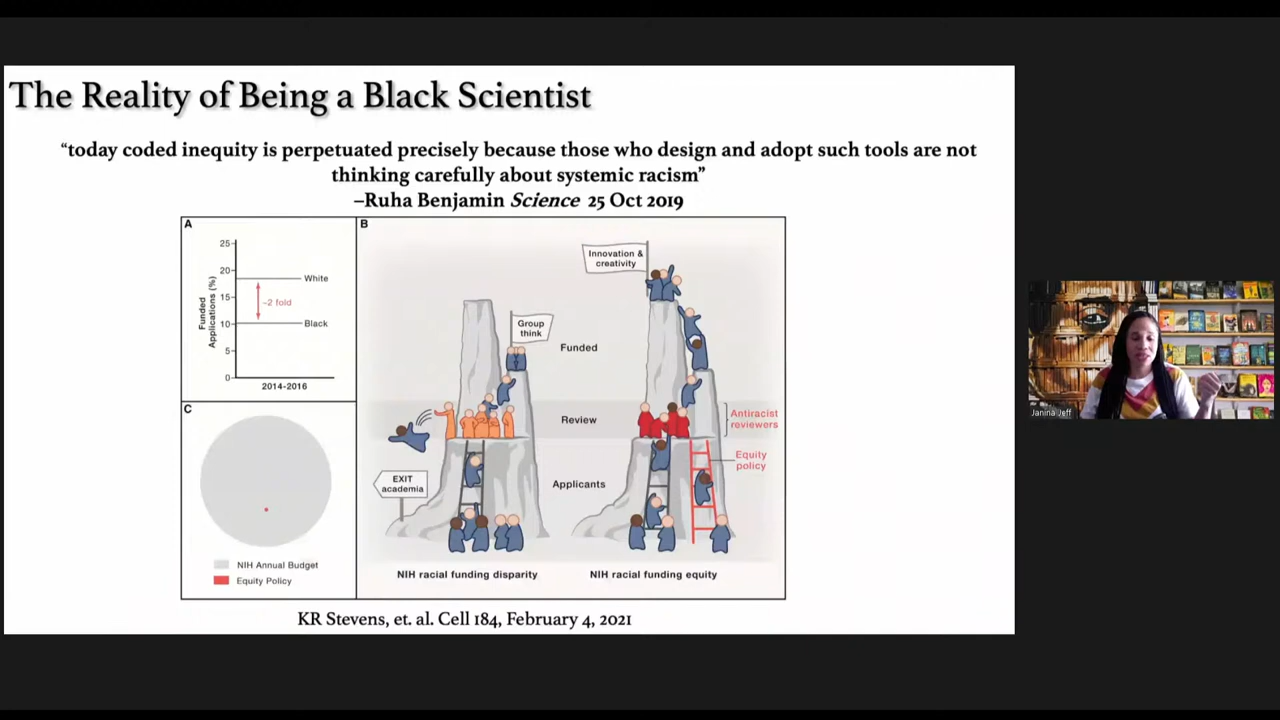 The Reality of Being a Black Scientist
“today coded inequity is perpetuated precisely because those who design and adopt such tools are not
thinking carefully about systemic racism”
–Ruha Benjamin Science 25 Oct 2019
A
25
20
15
10
5
0
Funded
Applications (%)
White
~2 fold
Black
2014-2016
B
Innovation &
creativity
Group
think
Funded
Review
Antiracist
reviewers
Equity
policy
EXIT
academia
Applicants
NIH racial funding disparity
NIH racial funding equity
C
NIH Annual Budget
Equity Policy
KR Stevens, et. al. Cell 184, February 4, 2021
Janina Jeff